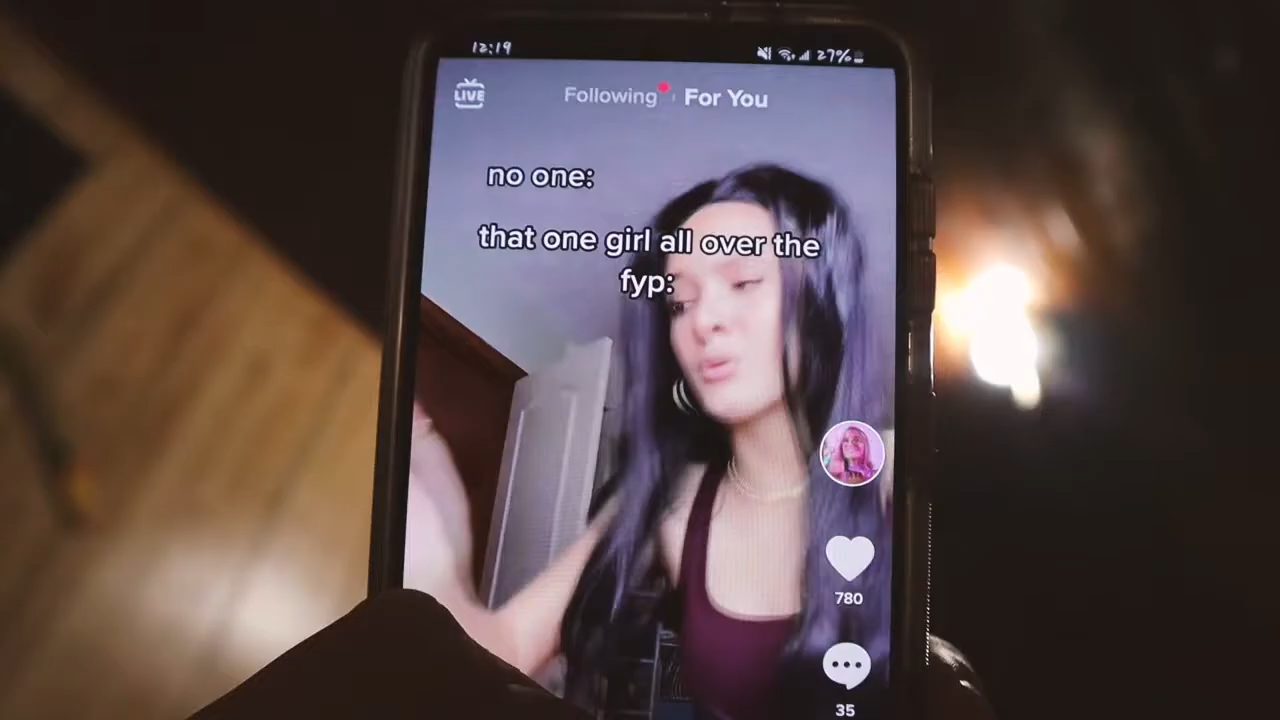 12:19
27%
LIVE
Following
For You
no one:
that one girl all over the
fyp:
780
35